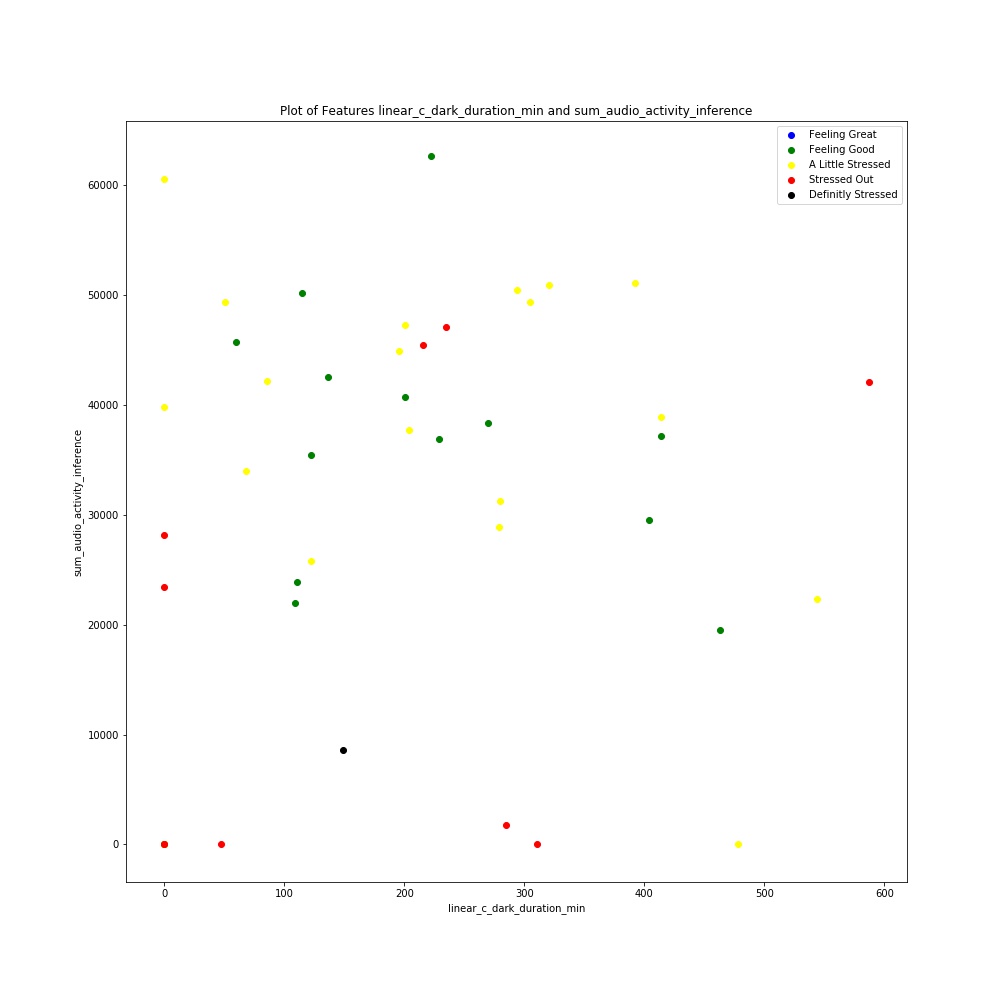 Plot of Features linear_c_dark_duration_min and sum_audio_activity_inference
Feeling Great
Feeling Good
A Little Stressed
Stressed Out
Definitly Stressed
sum_audio_activity_inference
60000
50000
40000
30000
20000
10000
0
0 100 200 300 400 500 600
linear_c_dark_duration_min